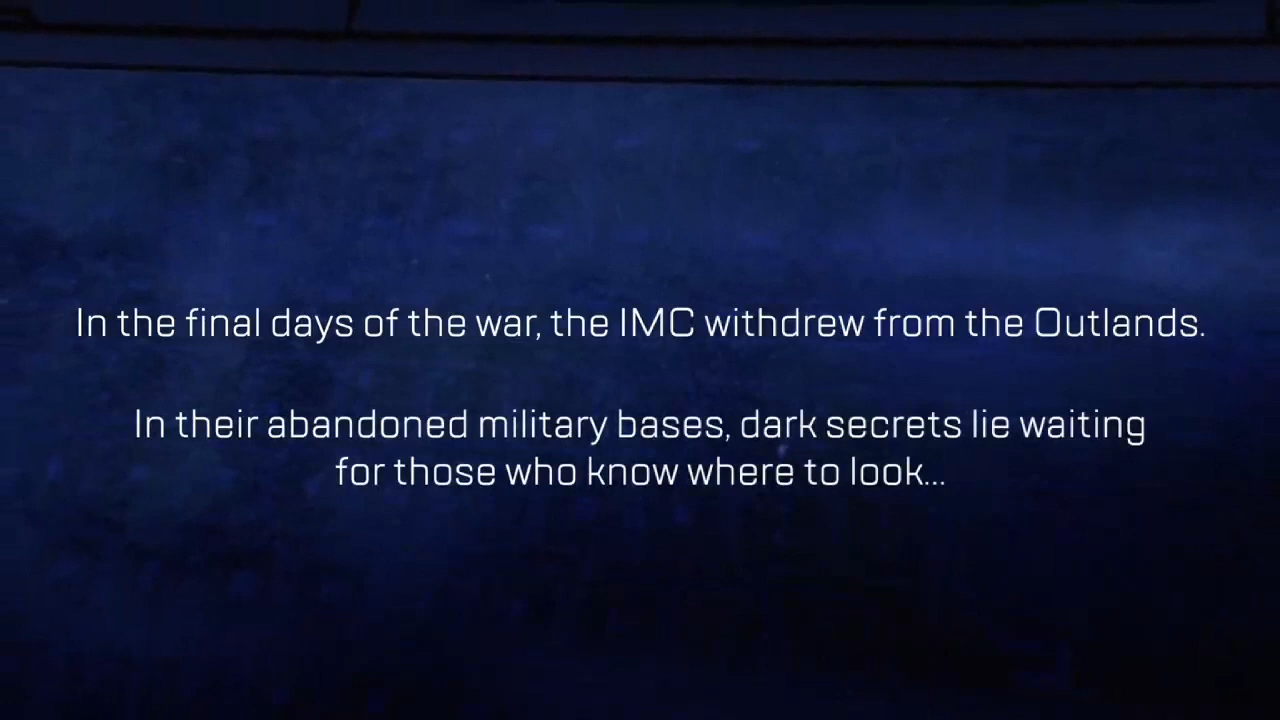 In the final days of the war, the IMC withdrew from the Outlands.
In their abandoned military bases, dark secrets lie waiting
for those who know where to look...